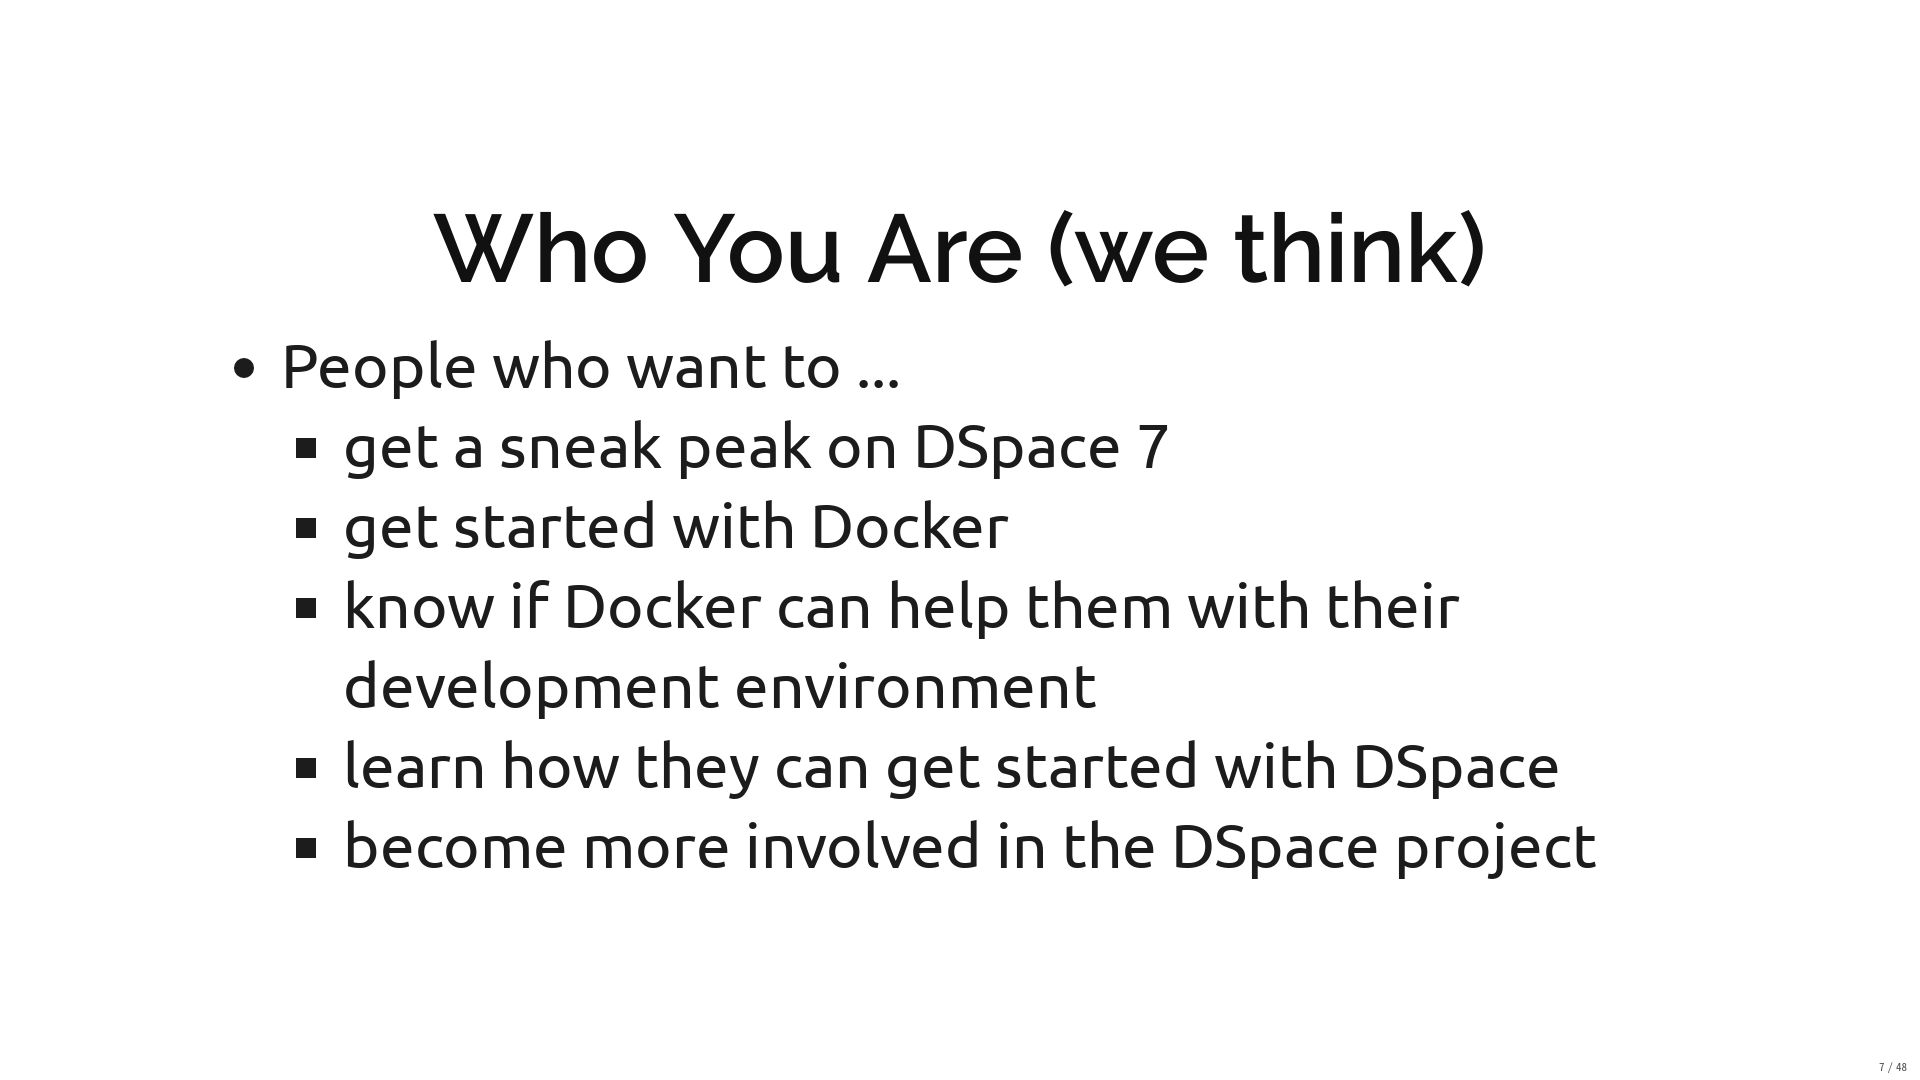 Who You Are (we think)
• People who want to ...
▪ get a sneak peak on DSpace 7
▪ get started with Docker
▪ know if Docker can help them with their
development environment
▪ learn how they can get started with DSpace
▪ become more involved in the DSpace project
7 / 48